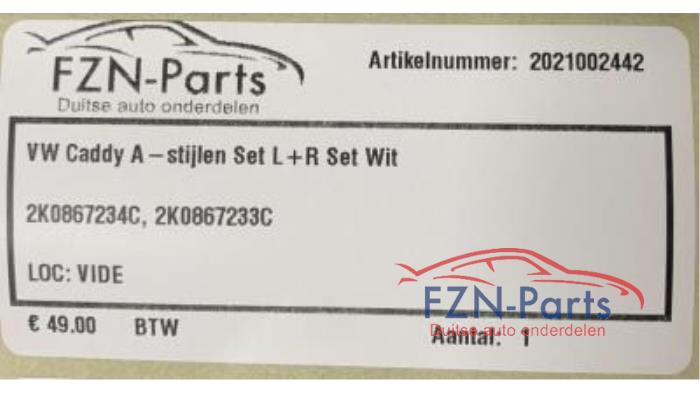 FZN-Parts
Duitse auto onderdelen
Artikelnummer: 2021002442
VW Caddy A-stijlen Set L+R Set Wit
2K0867234C, 2K0867233C
LOC: VIDE
FZN-Parts
Duitse auto onderdelen
€ 49.00 BTW
Aantal: 1